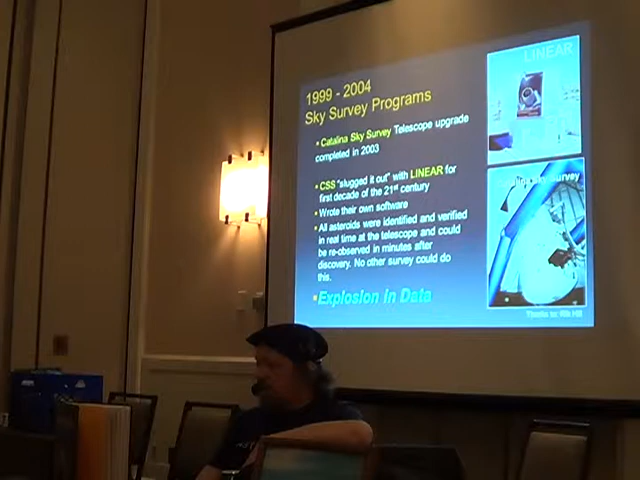 1999 - 2004
Sky Survey Programs
• Catalina Sky Survey Telescope upgrade
completed in 2003
• CSS "slugged it out" with LINEAR for
first decade of the 21st century
• Wrote their own software
• All asteroids were identified and verified
in real time at the telescope and could
be re-observed in minutes after
discovery. No other survey could do
this.
• Explosion in Data
LINEAR
Sky Survey
Thanks to: Rik Hill